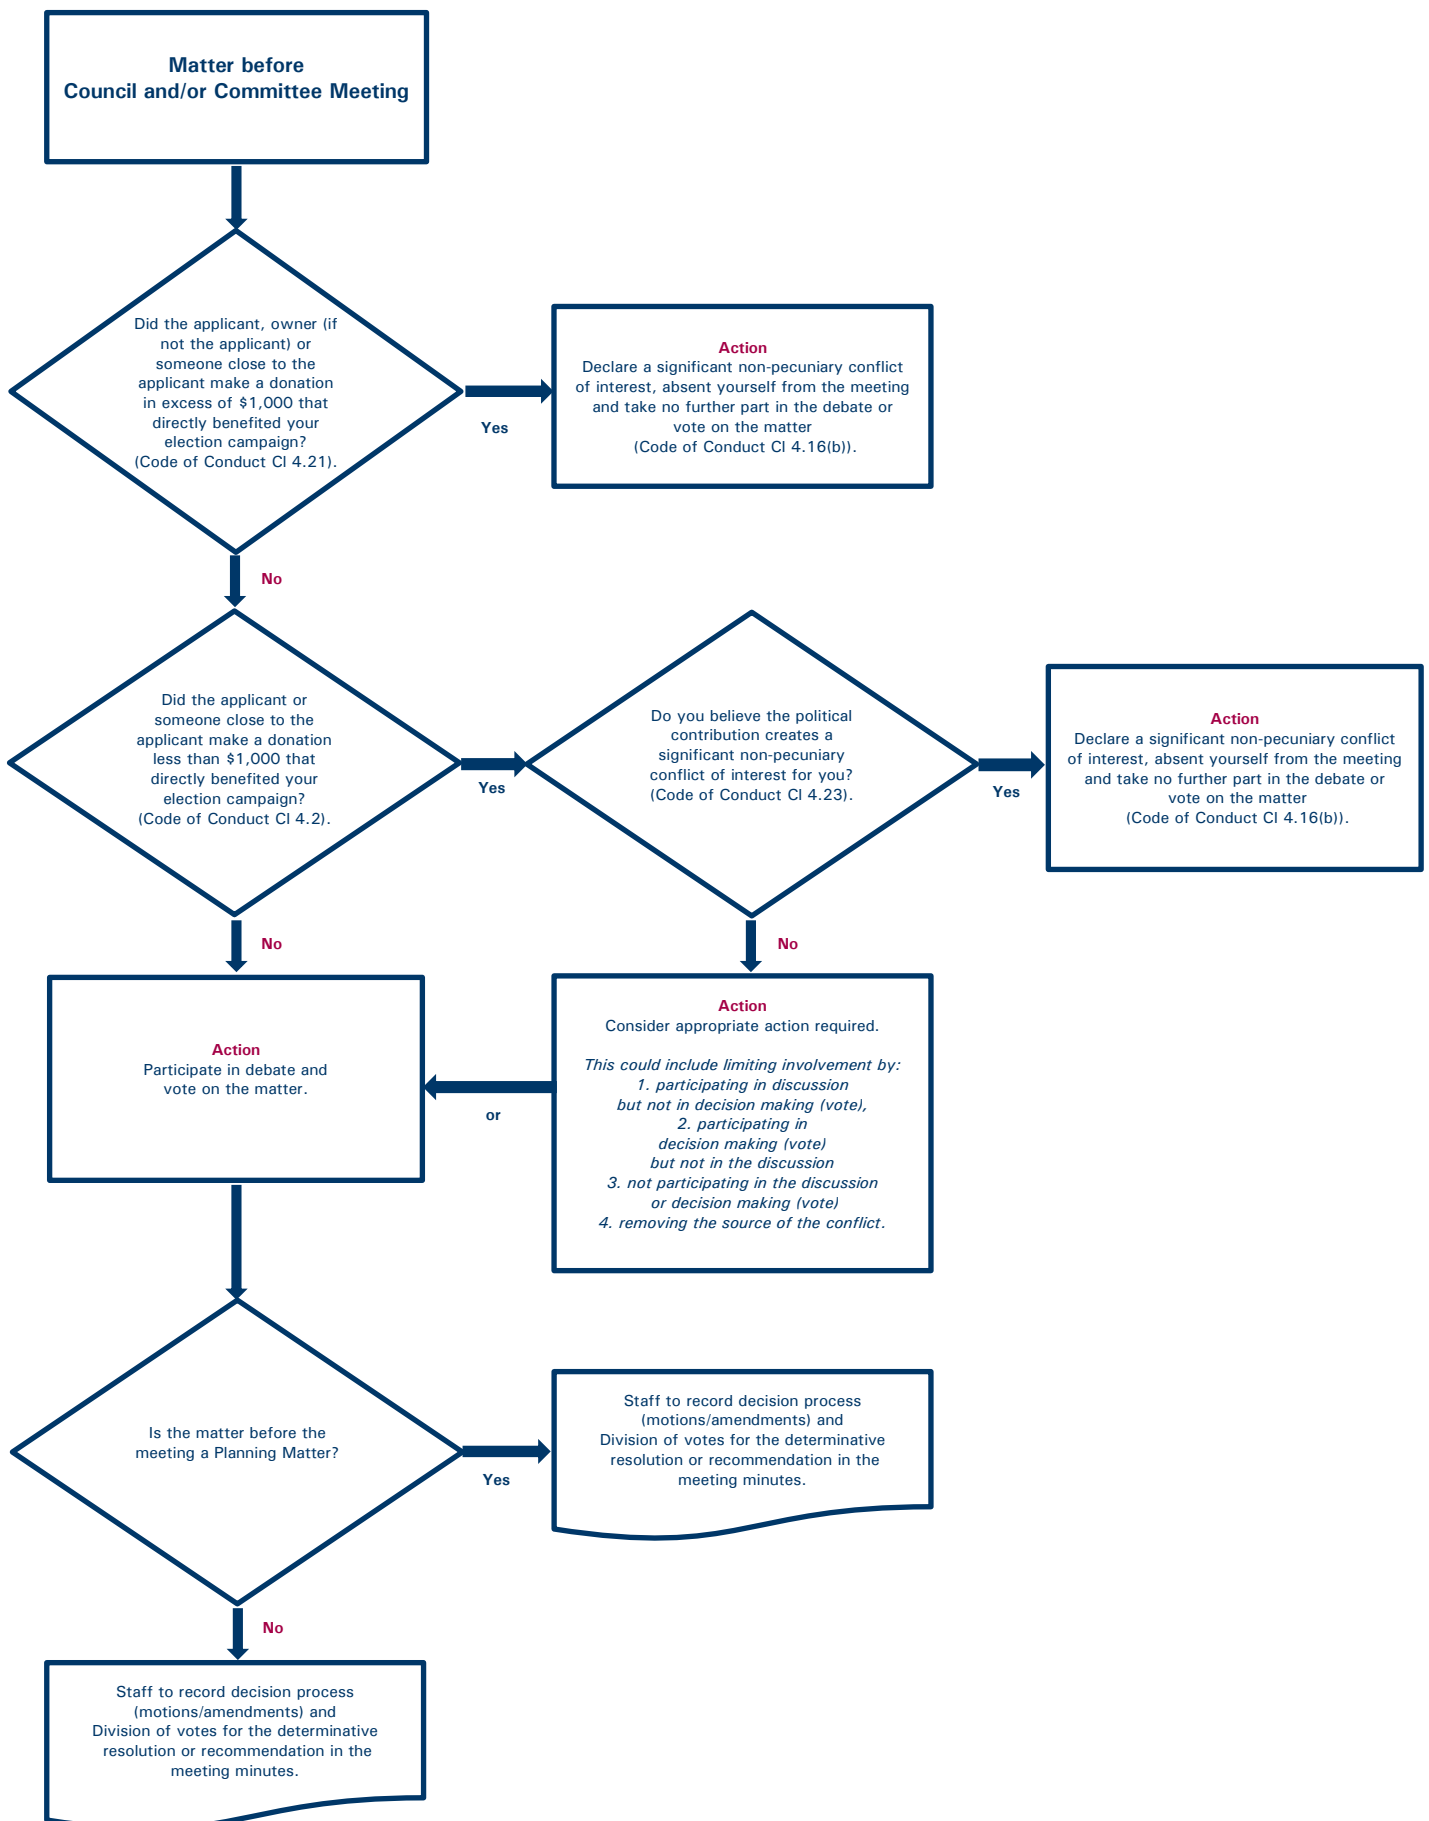 Matter before
Council and/or Committee Meeting
Did the applicant, owner (if
not the applicant) or
someone close to the
applicant make a donation
in excess of $1,000 that
directly benefited your
election campaign?
(Code of Conduct Cl 4.21).
Yes
Action
Declare a significant non-pecuniary conflict
of interest, absent yourself from the meeting
and take no further part in the debate or
vote on the matter
(Code of Conduct Cl 4.16(b)).
No
Did the applicant or
someone close to the
applicant make a donation
less than $1,000 that
directly benefited your
election campaign?
(Code of Conduct Cl 4.2).
Yes
Do you believe the political
contribution creates a
significant non-pecuniary
conflict of interest for you?
(Code of Conduct Cl 4.23).
Yes
Action
Declare a significant non-pecuniary conflict
of interest, absent yourself from the meeting
and take no further part in the debate or
vote on the matter
(Code of Conduct Cl 4.16(b)).
No
No
Action
Participate in debate and
vote on the matter.
or
Action
Consider appropriate action required.
This could include limiting involvement by:
1. participating in discussion
but not in decision making (vote),
2. participating in
decision making (vote)
but not in the discussion
3. not participating in the discussion
or decision making (vote)
4. removing the source of the conflict.
Is the matter before the
meeting a Planning Matter?
Yes
Staff to record decision process
(motions/amendments) and
Division of votes for the determinative
resolution or recommendation in the
meeting minutes.
No
Staff to record decision process
(motions/amendments) and
Division of votes for the determinative
resolution or recommendation in the
meeting minutes.